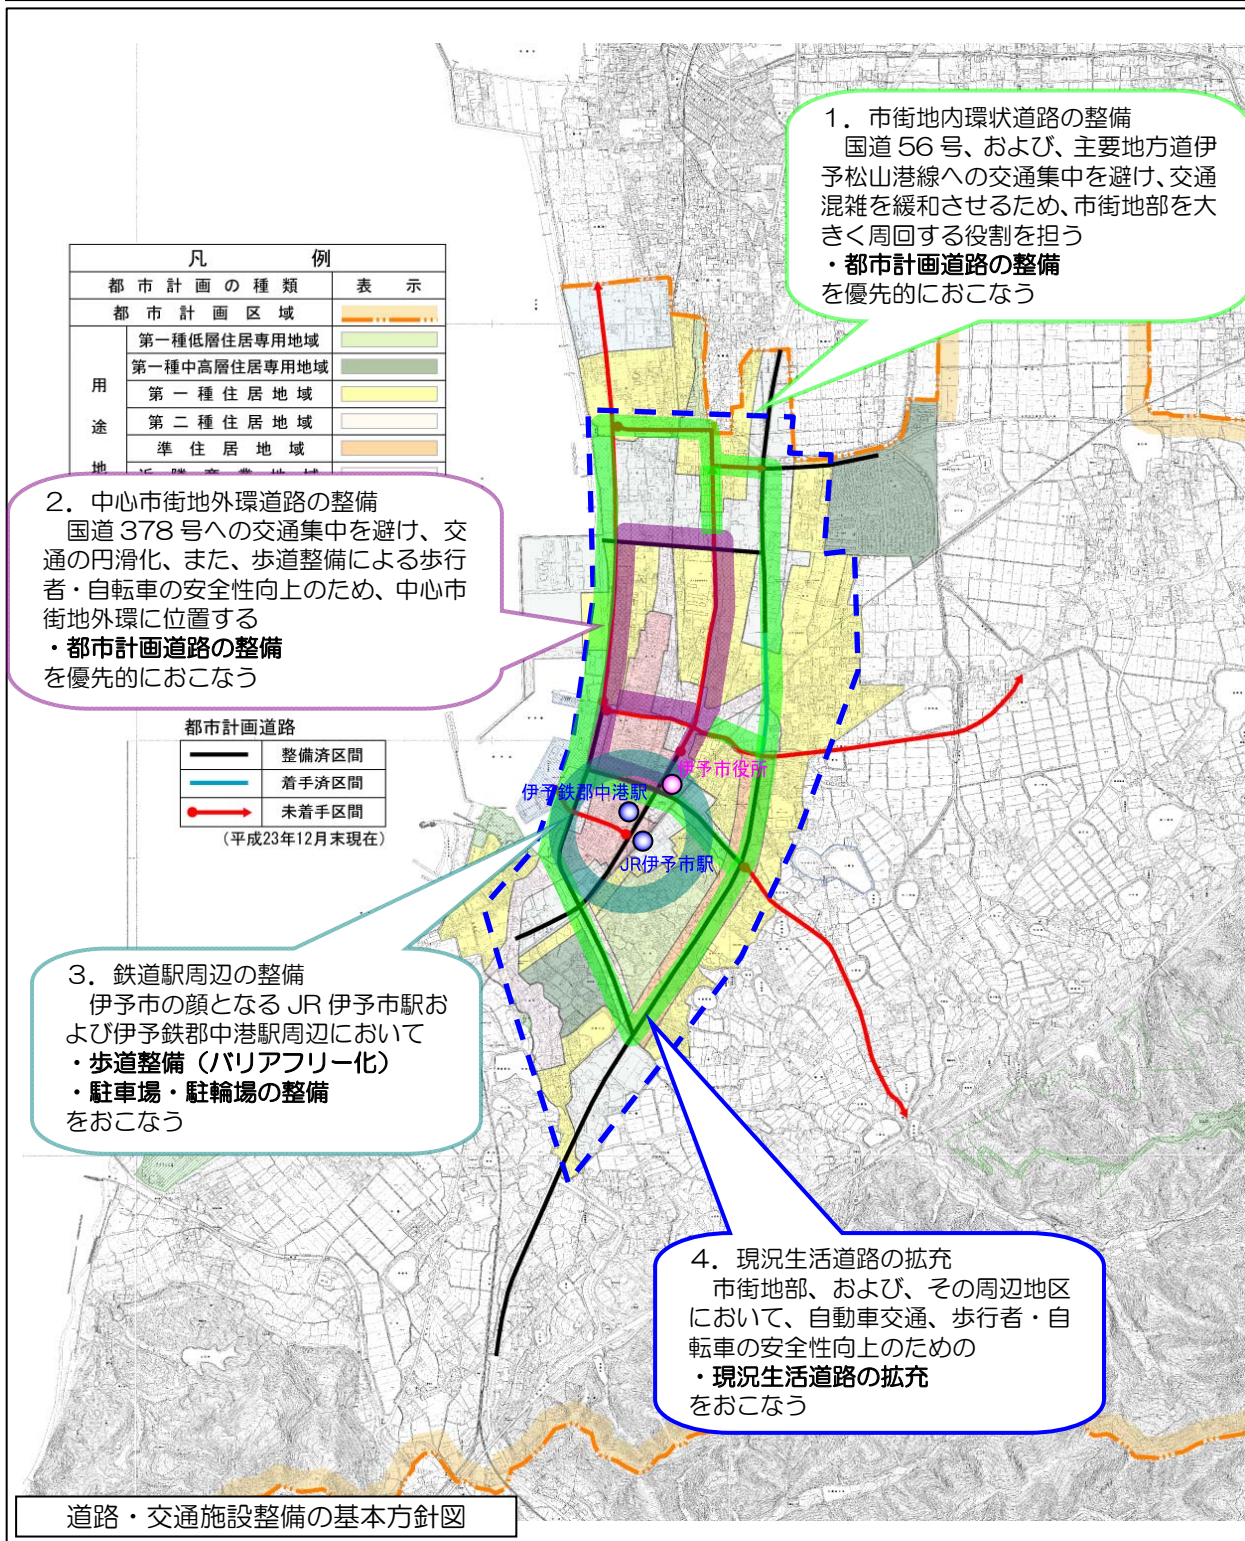 1．市街地内環状道路の整備
国道56号、および、主要地方道伊
予松山港線への交通集中を避け、交通
混雑を緩和させるため、市街地部を大
きく周回する役割を担う
・都市計画道路の整備
を優先的におこなう
凡 例
都市計画の種類 表示
都市計画区域
用途地
第一種低層住居専用地域
第一種中高層住居専用地域
第一種住居地域
第二種住居地域
準住居地域
2．中心市街地外環道路の整備
国道378号への交通集中を避け、交
通の円滑化、また、歩道整備による歩行
者・自転車の安全性向上のため、中心市
街地外環に位置する
・都市計画道路の整備
を優先的におこなう
都市計画道路
整備済区間
着手済区間
未着手区間
（平成23年12月末現在）
伊予市役所
伊予鉄郡中港駅
JR伊予市駅
3．鉄道駅周辺の整備
伊予市の顔となるJR伊予市駅お
よび伊予鉄郡中港駅周辺において
・歩道整備（バリアフリー化）
・駐車場・駐輪場の整備
をおこなう
4．現況生活道路の拡充
市街地部、および、その周辺地区
において、自動車交通、歩行者・自
転車の安全性向上のための
・現況生活道路の拡充
をおこなう
道路・交通施設整備の基本方針図